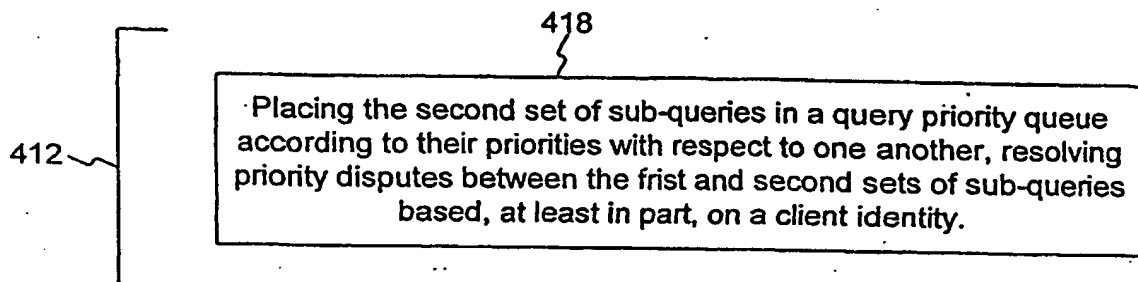 418
412
Placing the second set of sub-queries in a query priority queue
according to their priorities with respect to one another, resolving
priority disputes between the frist and second sets of sub-queries
based, at least in part, on a client identity.